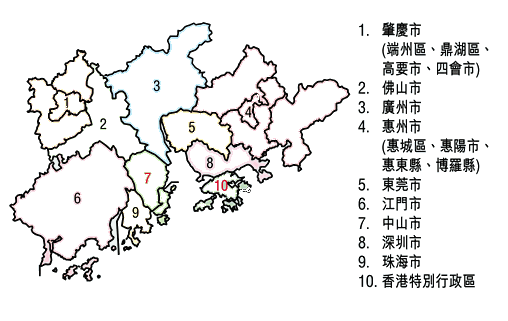 1. 肇慶市
(端州區、鼎湖區、
高要市、四會市)
2. 佛山市
3. 廣州市
4. 惠州市
(惠城區、惠陽市、
惠東縣、博羅縣)
5. 東莞市
6. 江門市
7. 中山市
8. 深圳市
9. 珠海市
10. 香港特別行政區
3
1
2
4
5
8
7
10
6
9